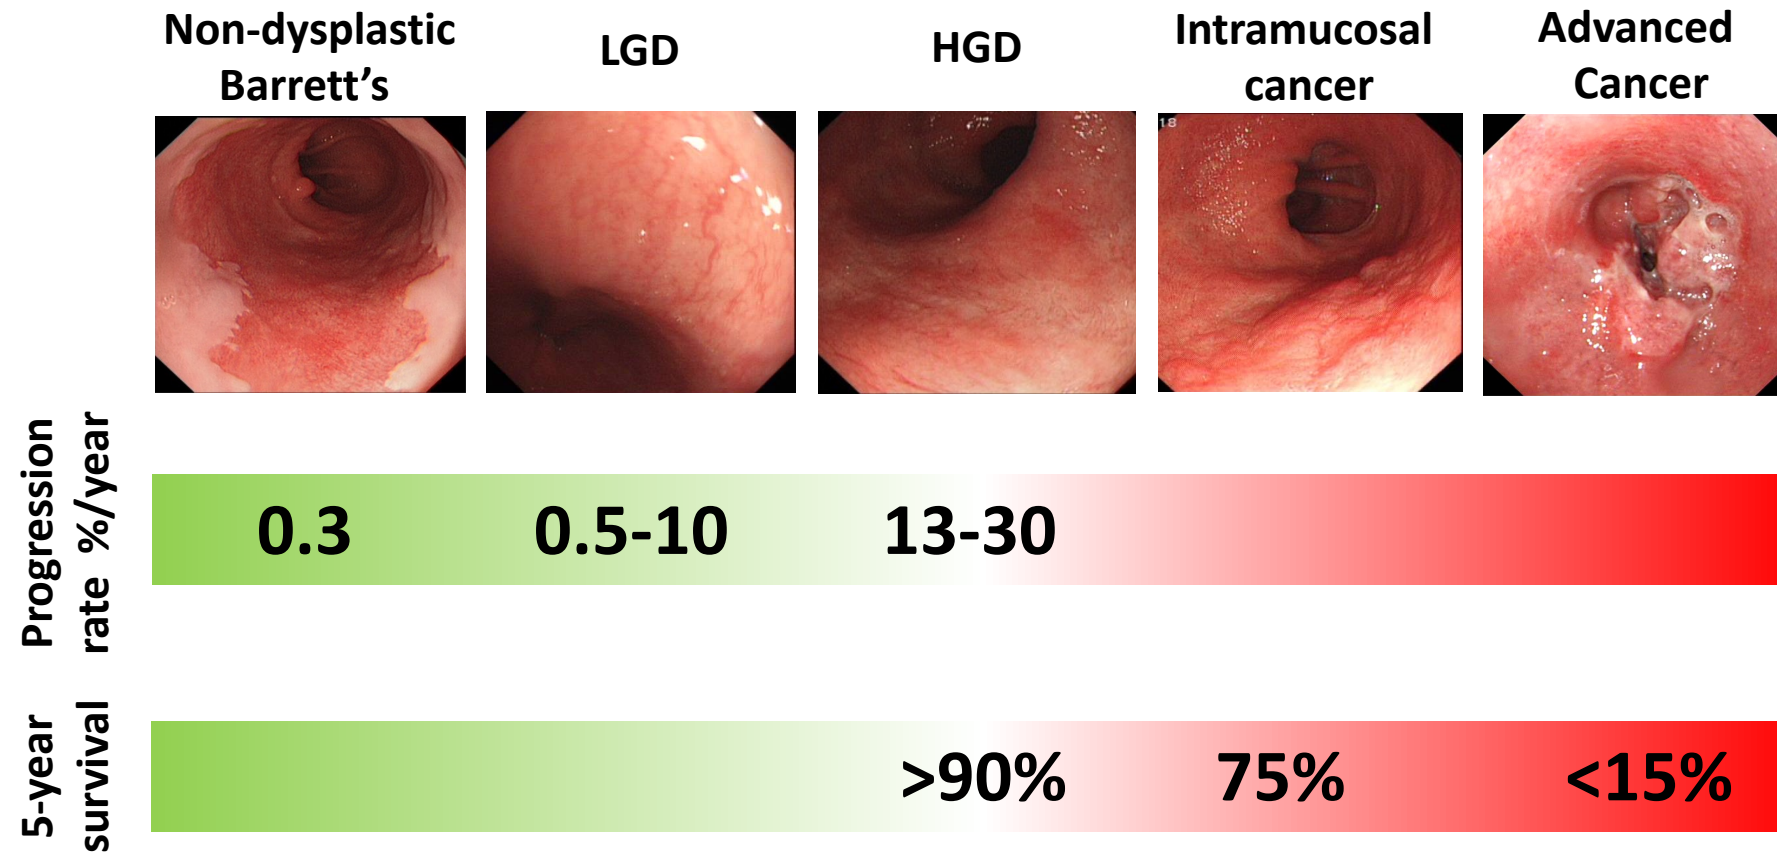 Non-dysplastic
Barrett’s
LGD
HGD
Intramucosal
cancer
Advanced
Cancer
18
Progression
rate %/year
0.3
0.5-10
13-30
5-year
survival
>90%
75%
<15%